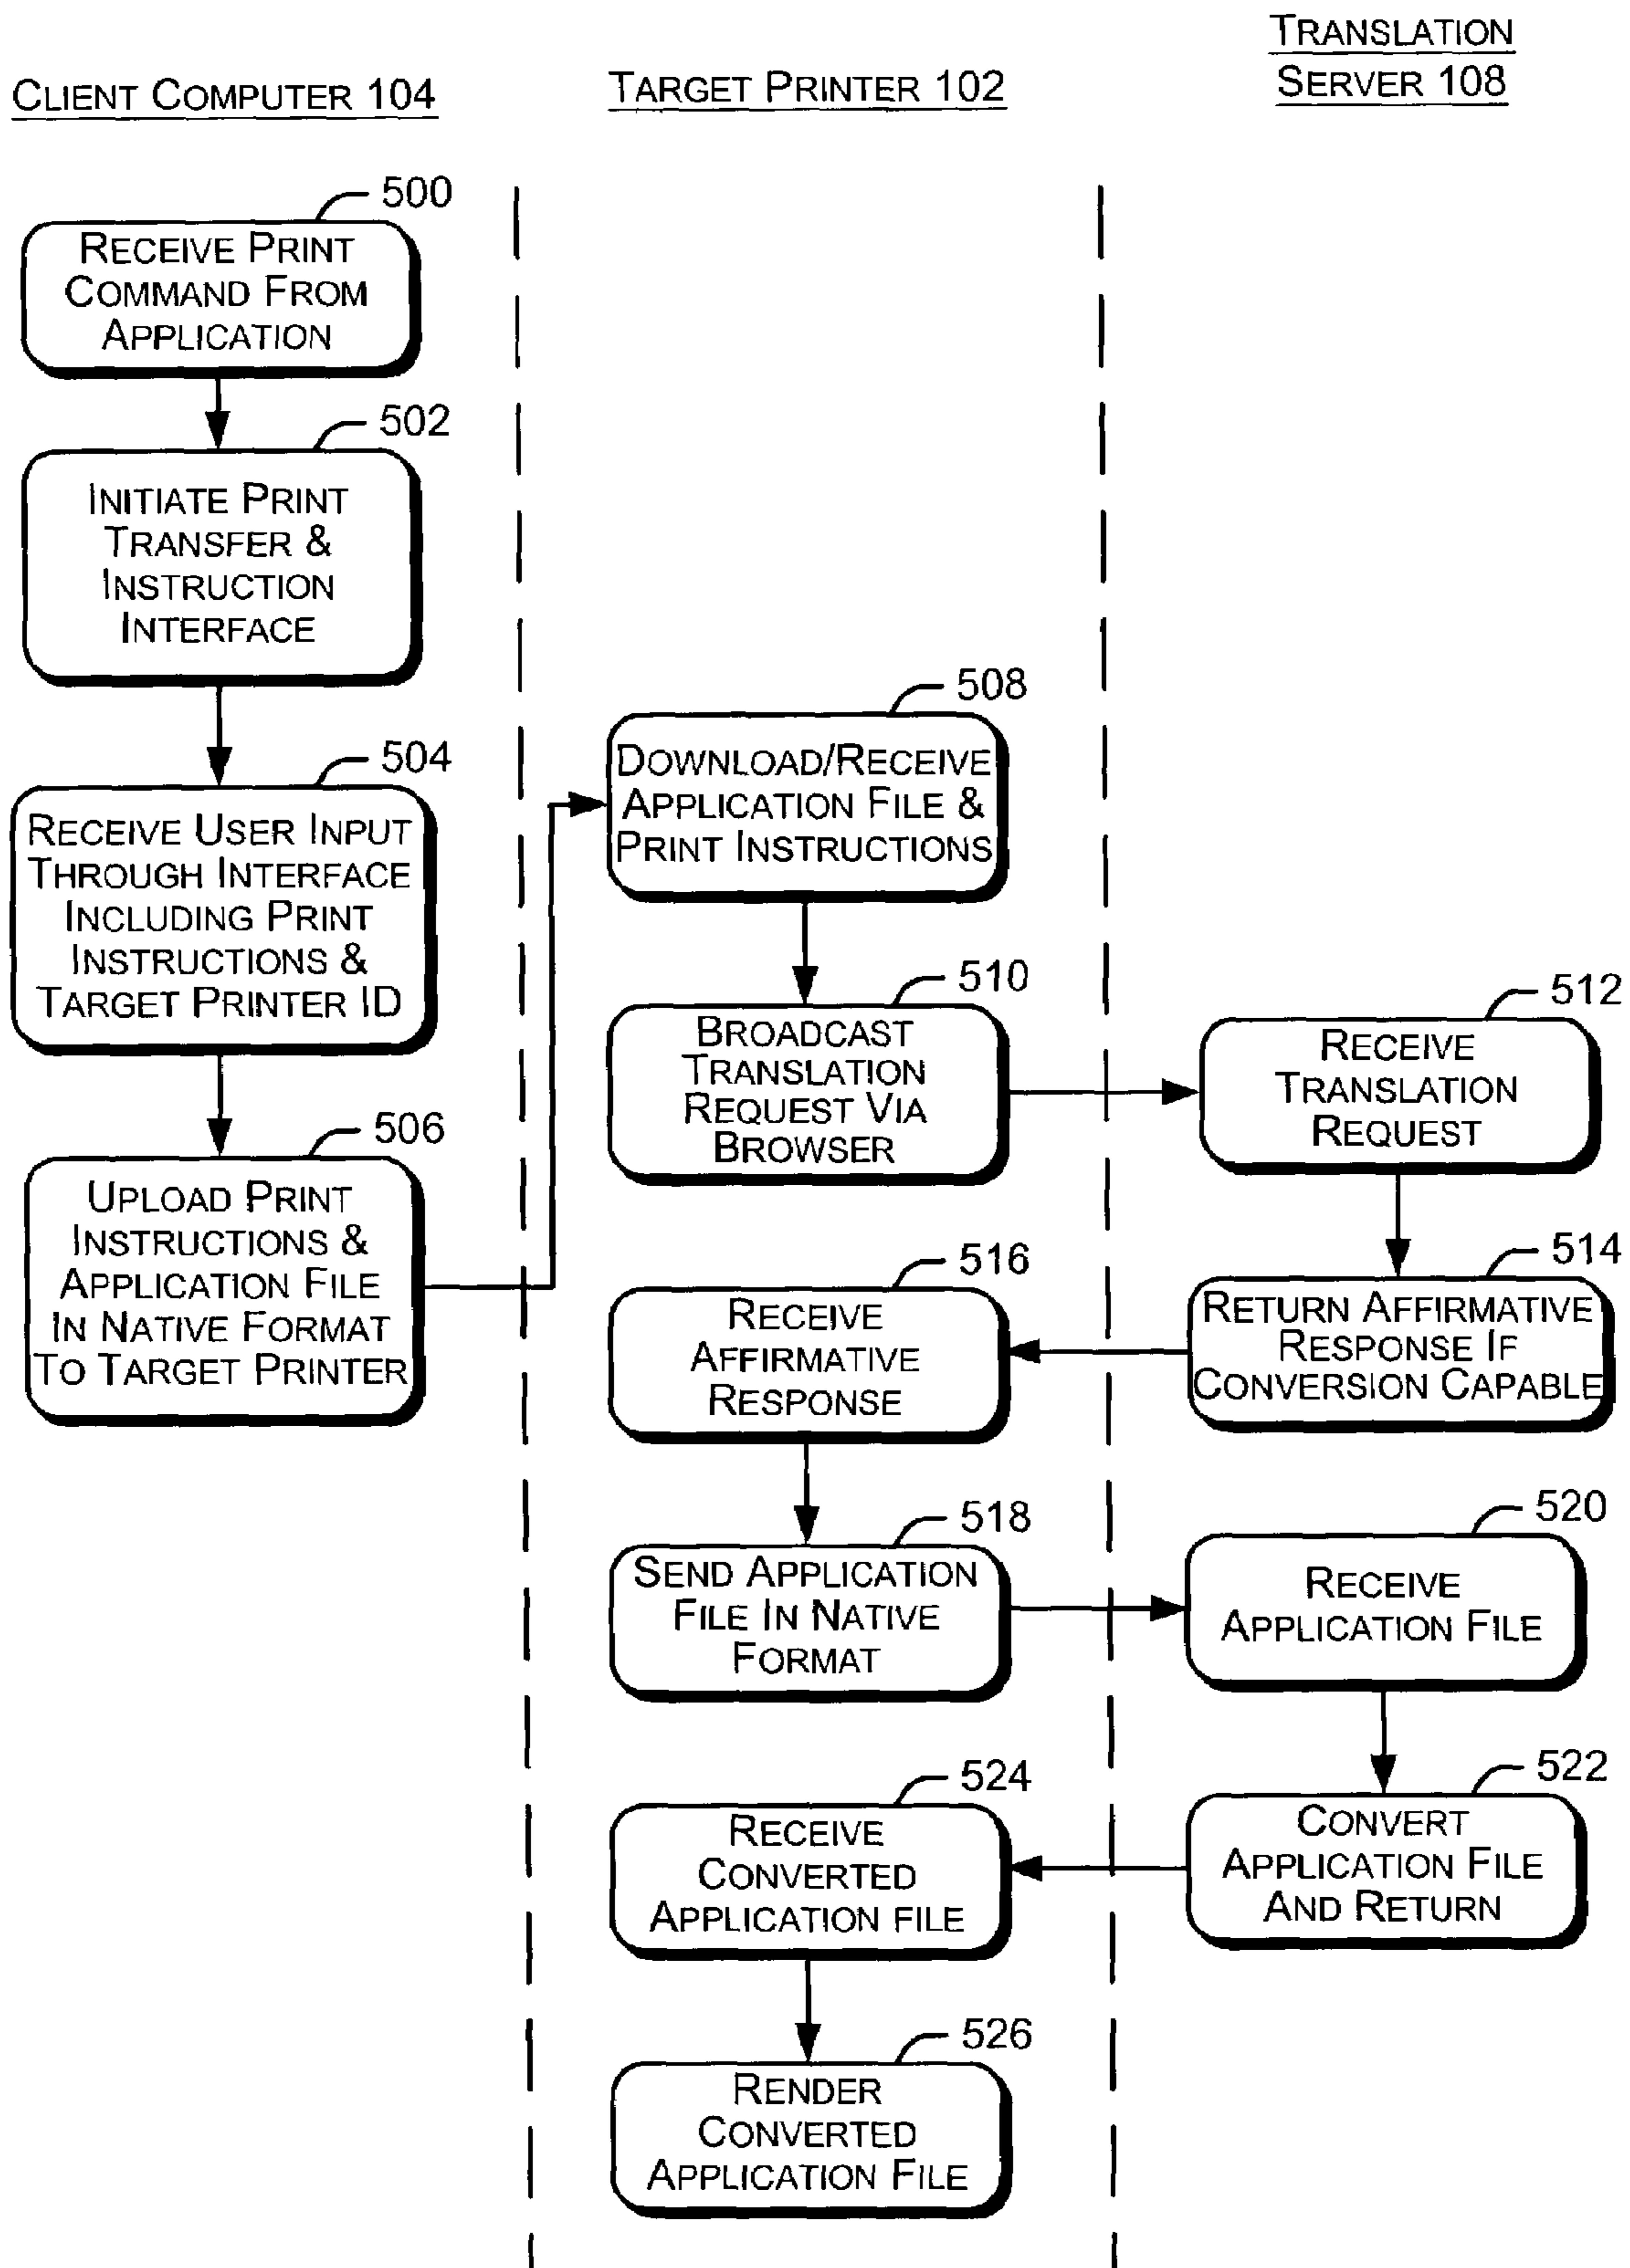 CLIENT COMPUTER 104
TARGET PRINTER 102
TRANSLATION
SERVER 108
500
RECEIVE PRINT
COMMAND FROM
APPLICATION
502
INITIATE PRINT
TRANSFER &
INSTRUCTION
INTERFACE
504
RECEIVE USER INPUT
THROUGH INTERFACE
INCLUDING PRINT
INSTRUCTIONS &
TARGET PRINTER ID
506
UPLOAD PRINT
INSTRUCTIONS &
APPLICATION FILE
IN NATIVE FORMAT
TO TARGET PRINTER
508
DOWNLOAD/RECEIVE
APPLICATION FILE &
PRINT INSTRUCTIONS
510
BROADCAST
TRANSLATION
REQUEST VIA
BROWSER
512
RECEIVE
TRANSLATION
REQUEST
514
RETURN AFFIRMATIVE
RESPONSE IF
CONVERSION CAPABLE
516
RECEIVE
AFFIRMATIVE
RESPONSE
518
SEND APPLICATION
FILE IN NATIVE
FORMAT
520
RECEIVE
APPLICATION FILE
522
CONVERT
APPLICATION FILE
AND RETURN
524
RECEIVE
CONVERTED
APPLICATION FILE
526
RENDER
CONVERTED
APPLICATION FILE